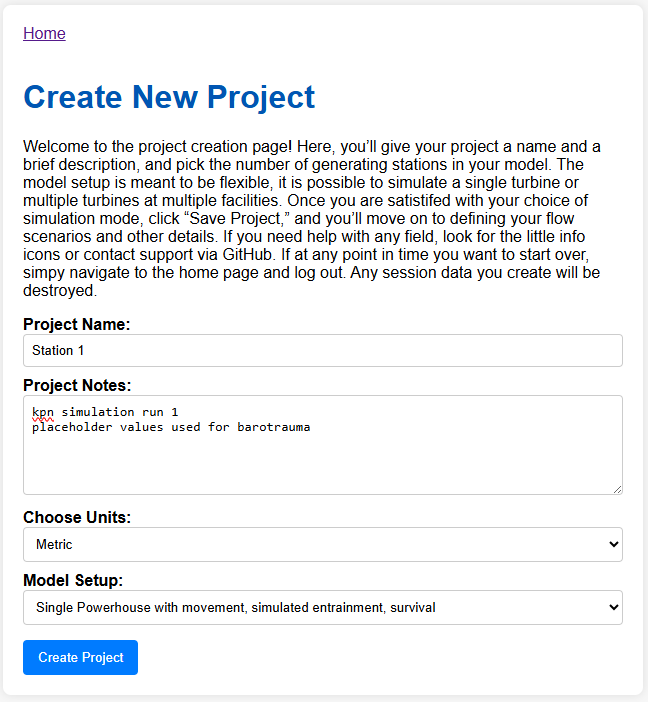 Home
Create New Project
Welcome to the project creation page! Here, you’ll give your project a name and a
brief description, and pick the number of generating stations in your model. The
model setup is meant to be flexible, it is possible to simulate a single turbine or
multiple turbines at multiple facilities. Once you are satistifed with your choice of
simulation mode, click “Save Project,” and you’ll move on to defining your flow
scenarios and other details. If you need help with any field, look for the little info
icons or contact support via GitHub. If at any point in time you want to start over,
simpy navigate to the home page and log out. Any session data you create will be
destroyed.
Project Name:
Station 1
Project Notes:
kpn simulation run 1
placeholder values used for barotrauma
Choose Units:
Metric
Model Setup:
Single Powerhouse with movement, simulated entrainment, survival
Create Project